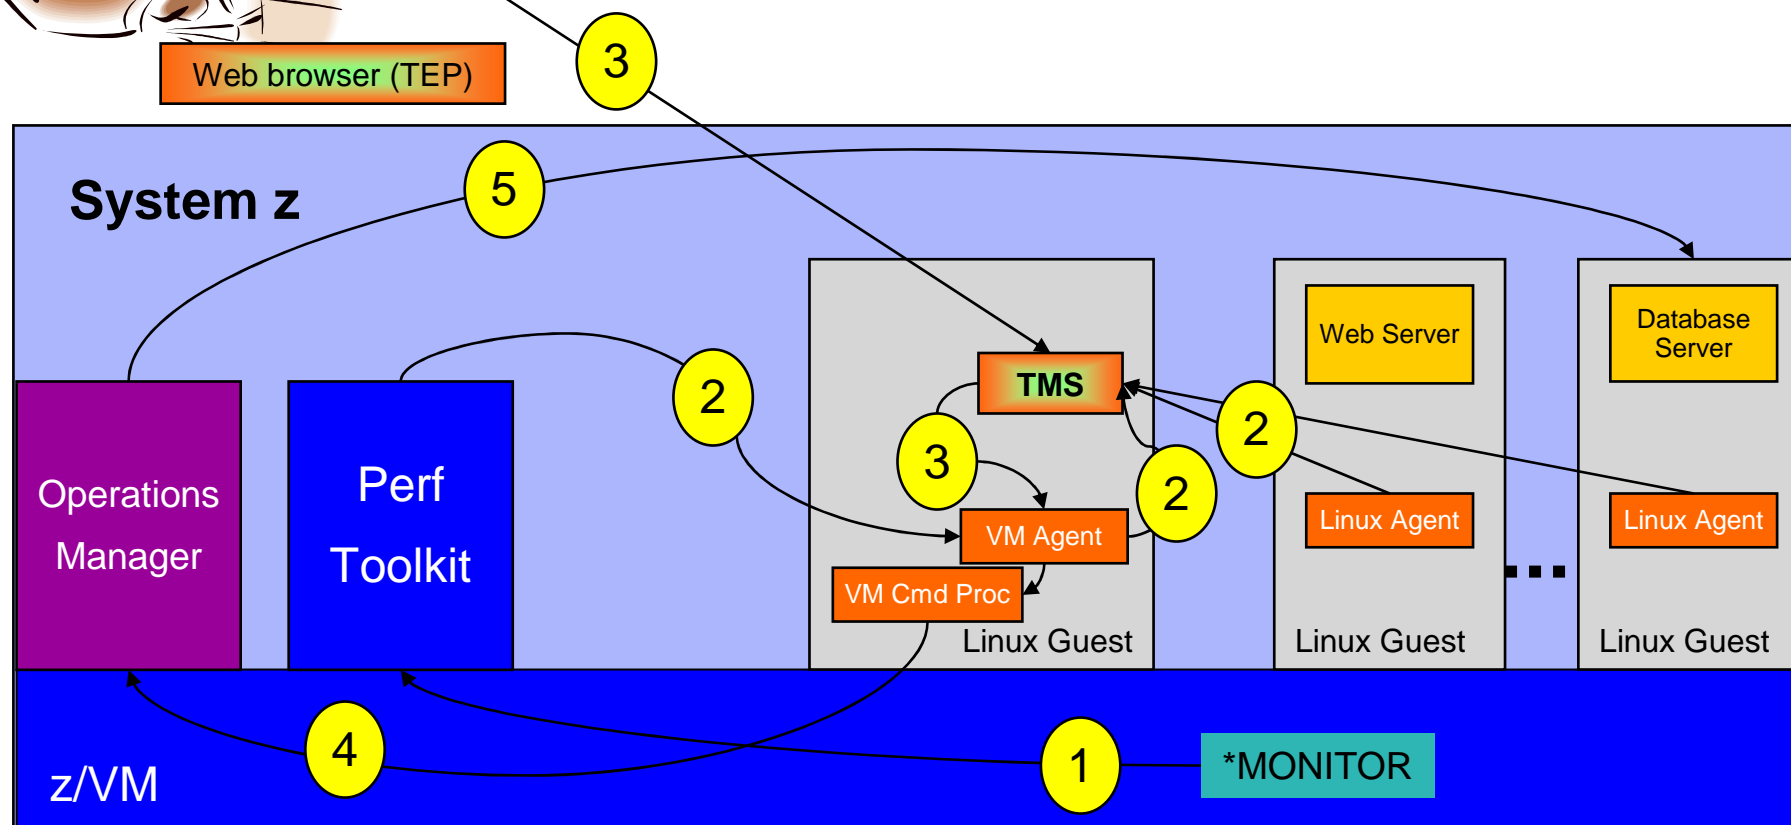 3
Web browser (TEP)
5
System z
Web Server
Database
Server
TMS
2
2
3
2
Operations
Manager
Perf
Toolkit
VM Agent
Linux Agent
Linux Agent
VM Cmd Proc
...
Linux Guest
Linux Guest
Linux Guest
4
1
*MONITOR
z/VM